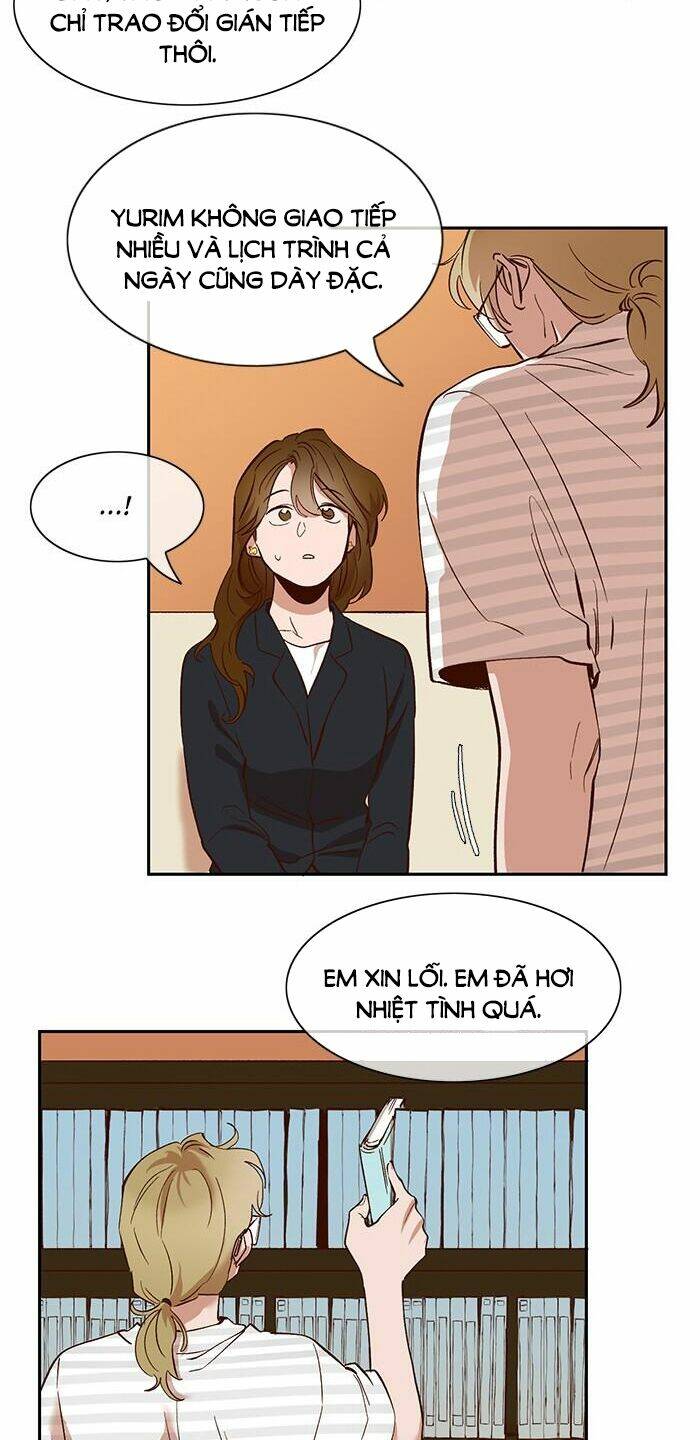 CHỈ TRAO ĐỔI GIÁN TIẾP
THÔI.
YURIM KHÔNG GIAO TIẾP
NHIỀU VÀ LỊCH TRÌNH CẢ
NGÀY CŨNG DÀY ĐẶC.
...!
EM XIN LỖI. EM ĐÃ HƠI
NHIỆT TÌNH QUÁ.